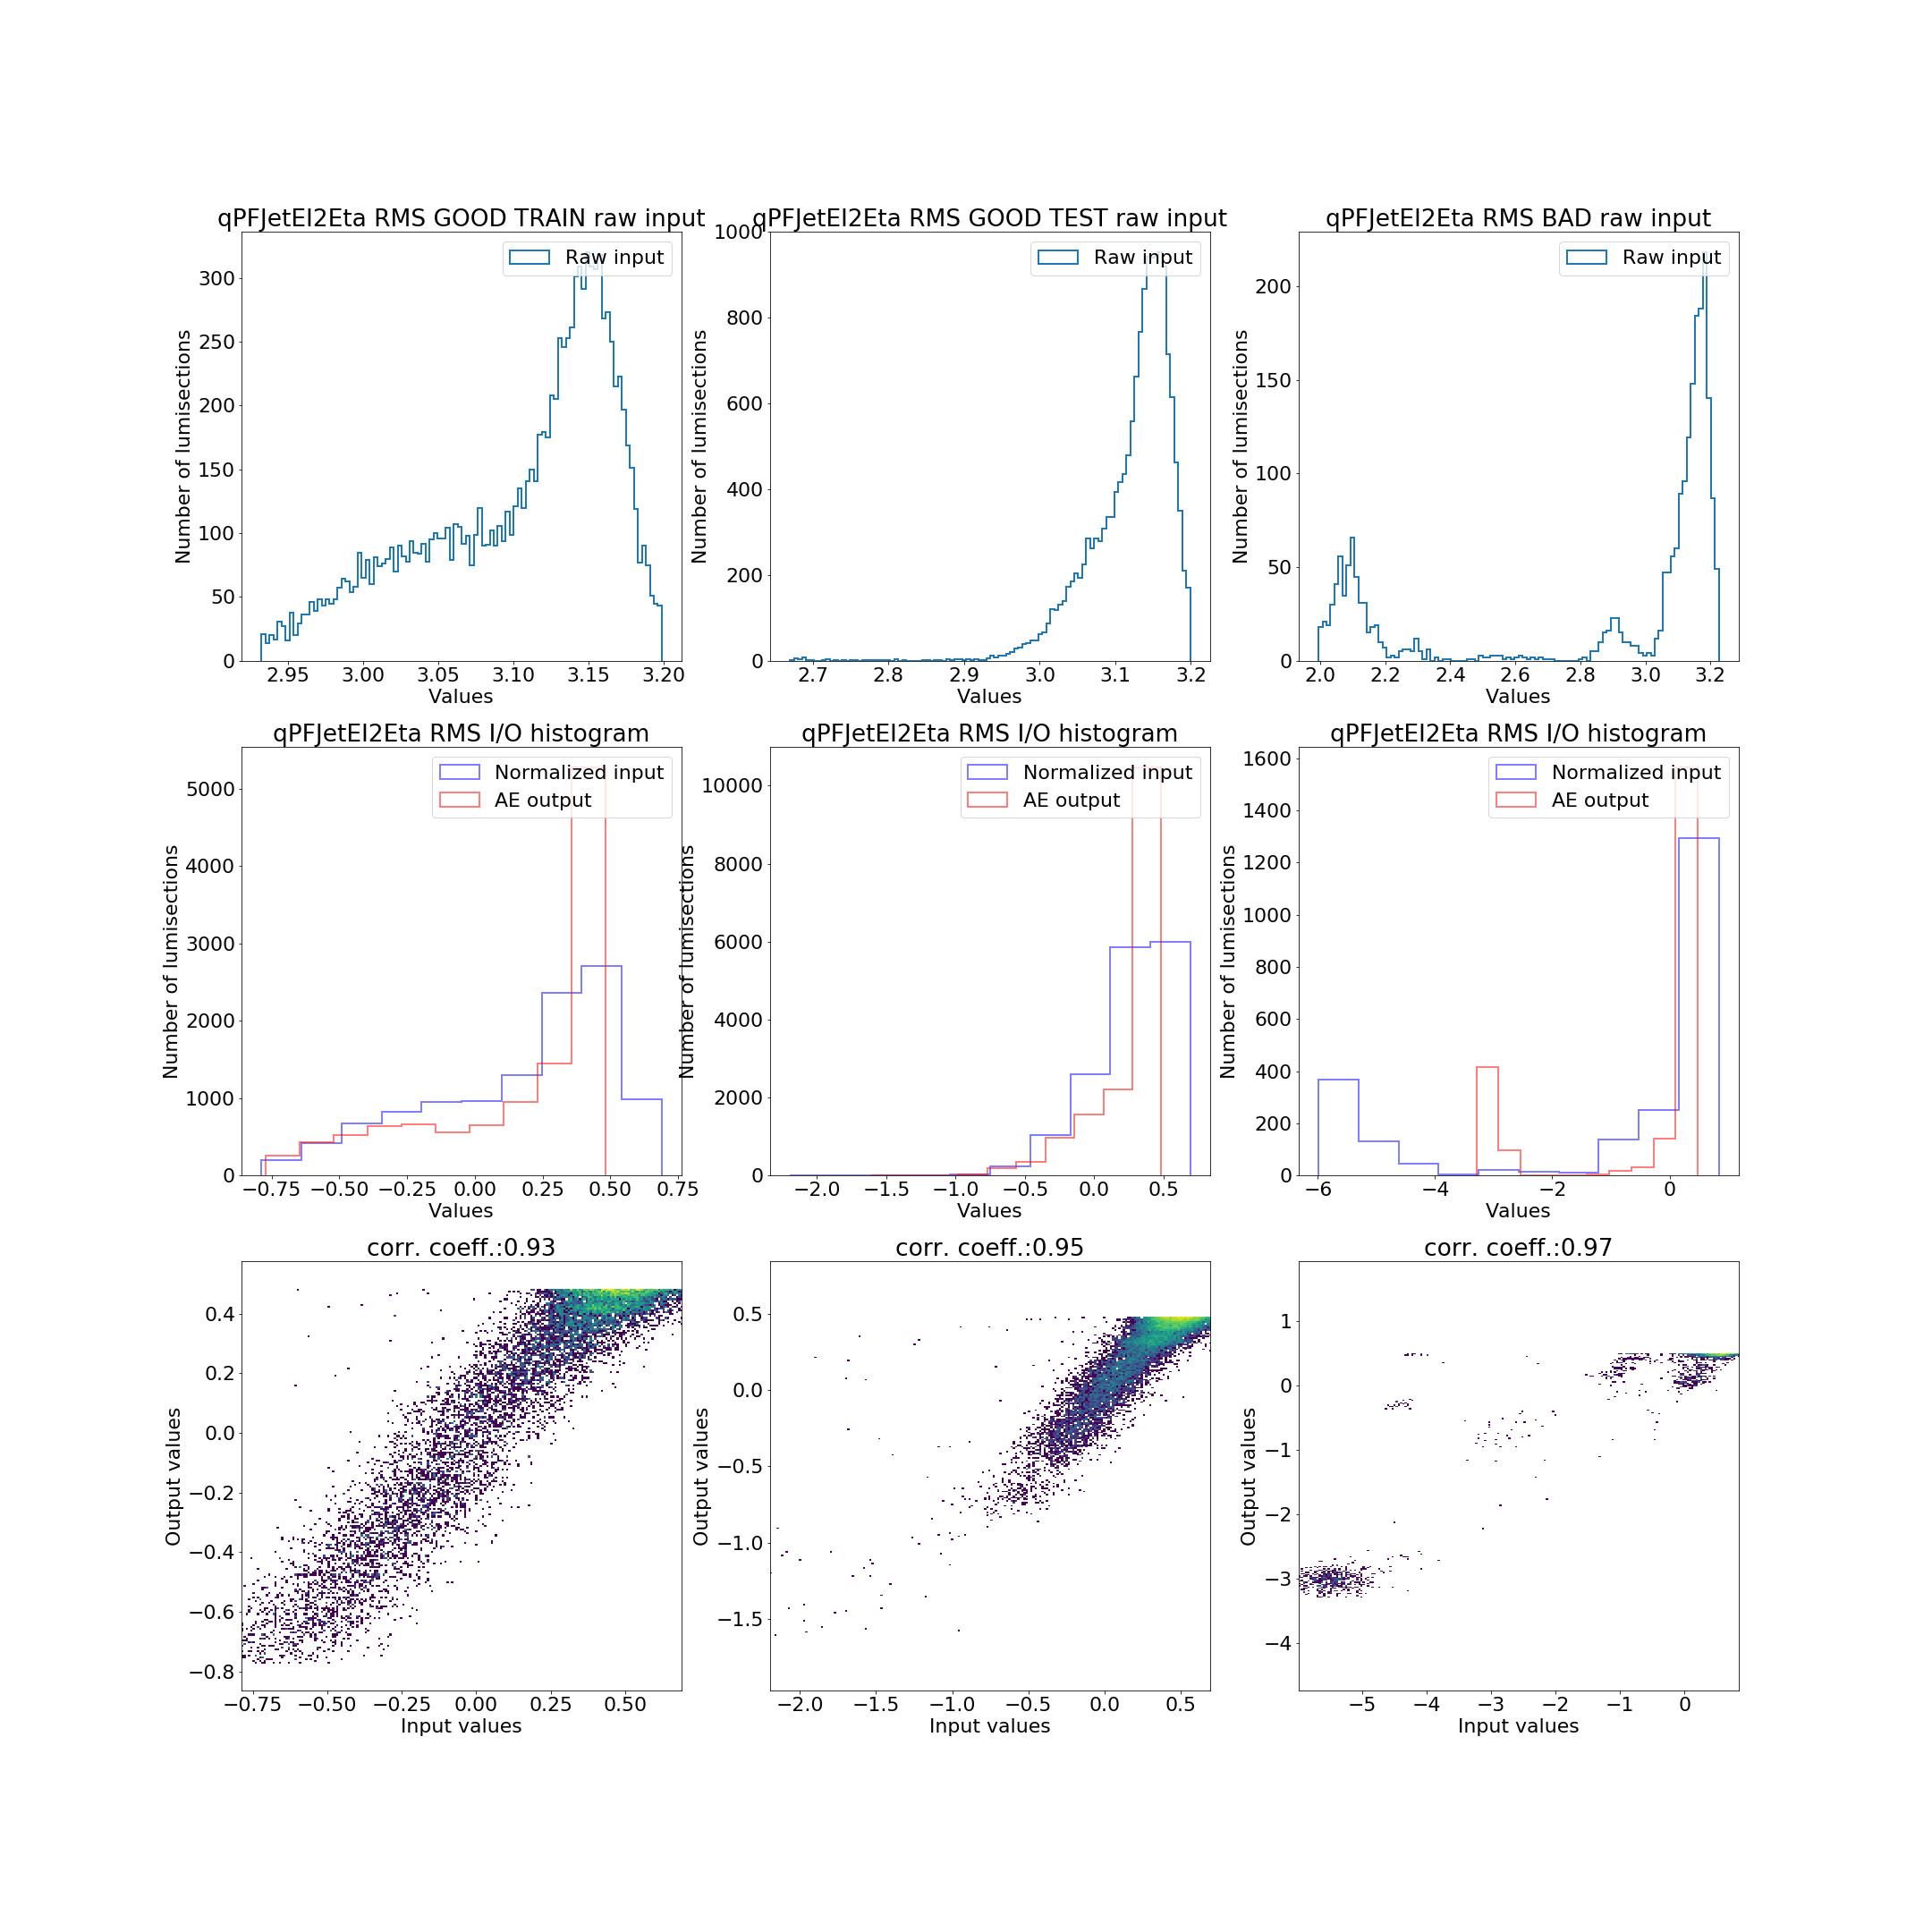 qPFJetEI2Eta RMS GOOD TRAIN raw input
qPFJetEI2Eta RMS GOOD TEST raw input
qPFJetEI2Eta RMS BAD raw input
Raw input
Raw input
Raw input
Number of lumisections
300
250
200
150
100
50
0
2.95 3.00 3.05 3.10 3.15 3.20
Values
Number of lumisections
1000
800
600
400
200
0
2.7 2.8 2.9 3.0 3.1 3.2
Values
Number of lumisections
200
150
100
50
0
2.0 2.2 2.4 2.6 2.8 3.0 3.2
Values
qPFJetEI2Eta RMS I/O histogram
qPFJetEI2Eta RMS I/O histogram
qPFJetEI2Eta RMS I/O histogram
Normalized input
AE output
Normalized input
AE output
Normalized input
AE output
Number of lumisections
5000
4000
3000
2000
1000
0
−0.75 −0.50 −0.25 0.00 0.25 0.50 0.75
Values
Number of lumisections
10000
8000
6000
4000
2000
0
−2.0 −1.5 −1.0 −0.5 0.0 0.5
Values
Number of lumisections
1600
1400
1200
1000
800
600
400
200
0
−6 −4 −2 0
Values
corr. coeff.:0.93
corr. coeff.:0.95
corr. coeff.:0.97
Output values
0.4
0.2
0.0
−0.2
−0.4
−0.6
−0.8
−0.75 −0.50 −0.25 0.00 0.25 0.50
Input values
Output values
0.5
0.0
−0.5
−1.0
−1.5
−2.0 −1.5 −1.0 −0.5 0.0 0.5
Input values
Output values
1
0
−1
−2
−3
−4
−5 −4 −3 −2 −1 0
Input values